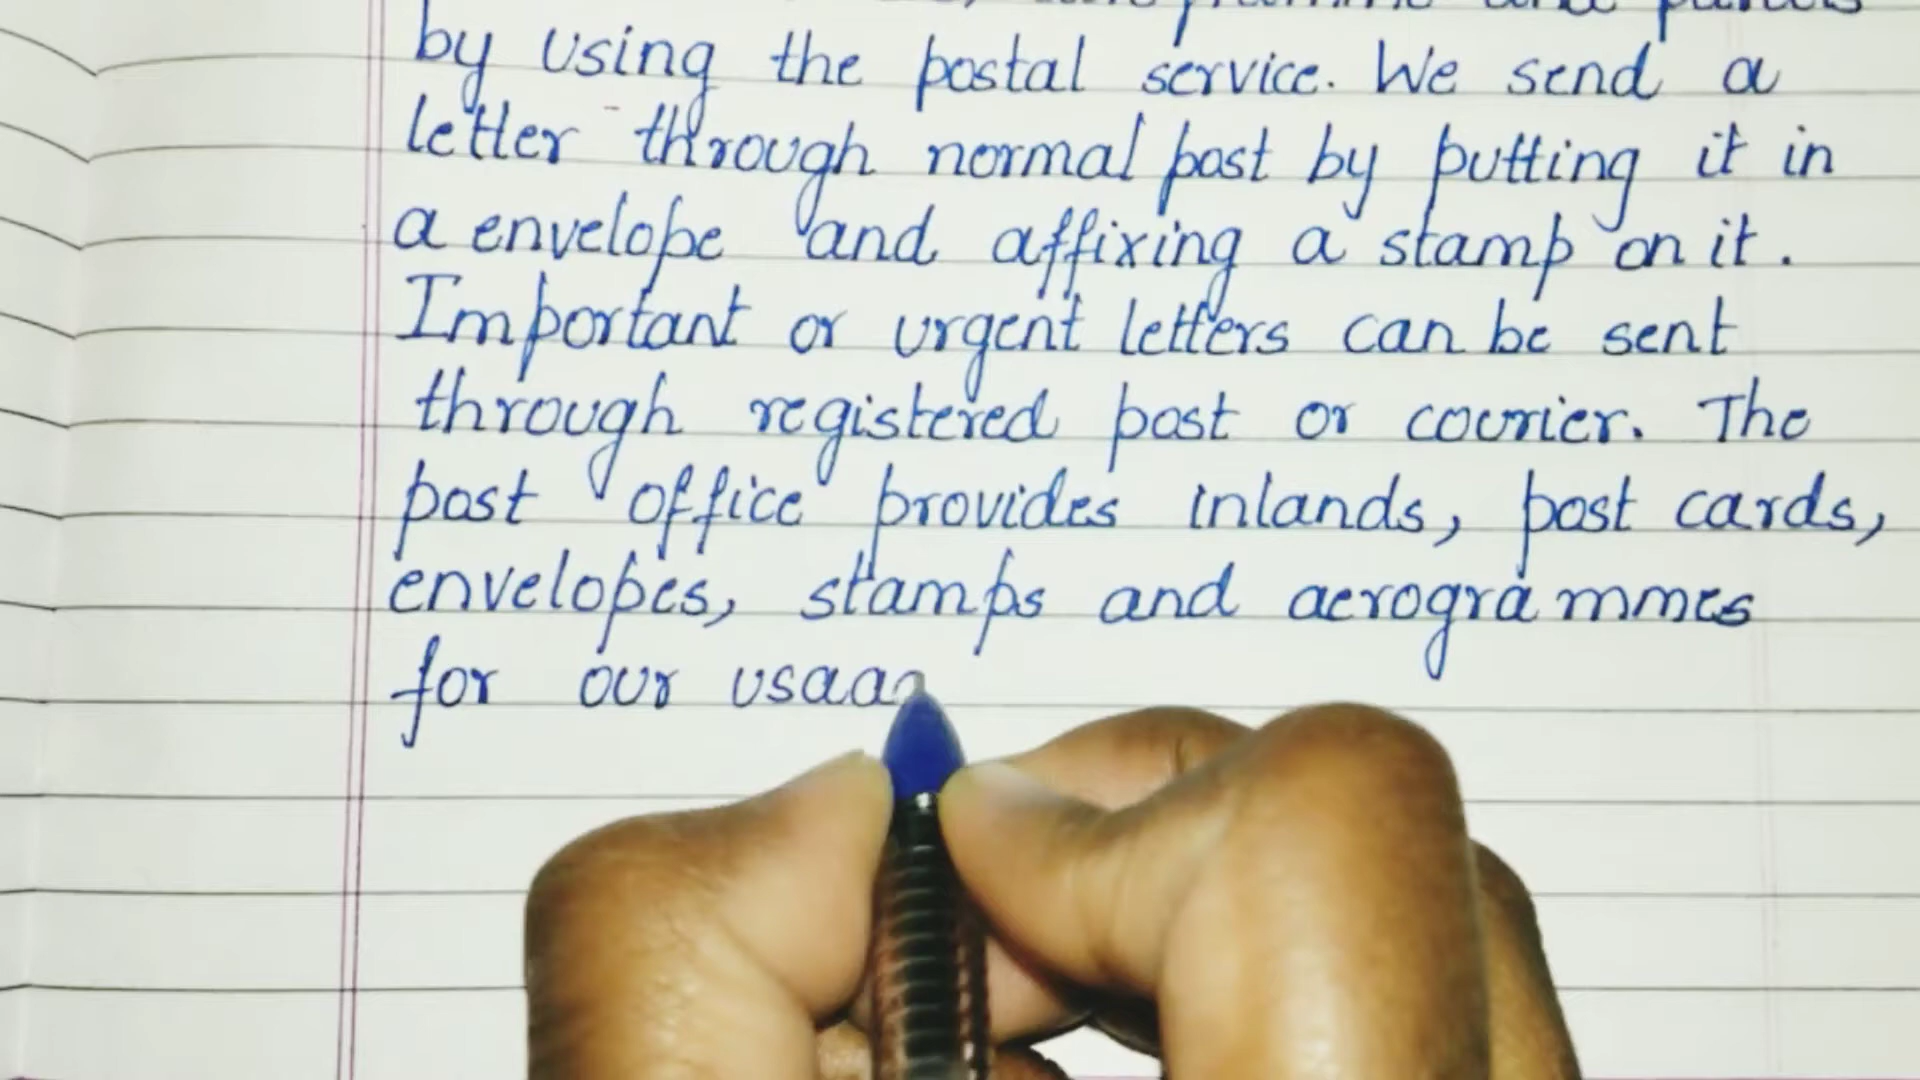 and
by using the postal service. We send a
letter through normal post by putting it in
a envelope and affixing a stamp on it.
Important or urgent letters can be sent
through registered post or courier. The
post office provides inlands, post cards,
envelopes, stamps and aerogrammes
for our usaa